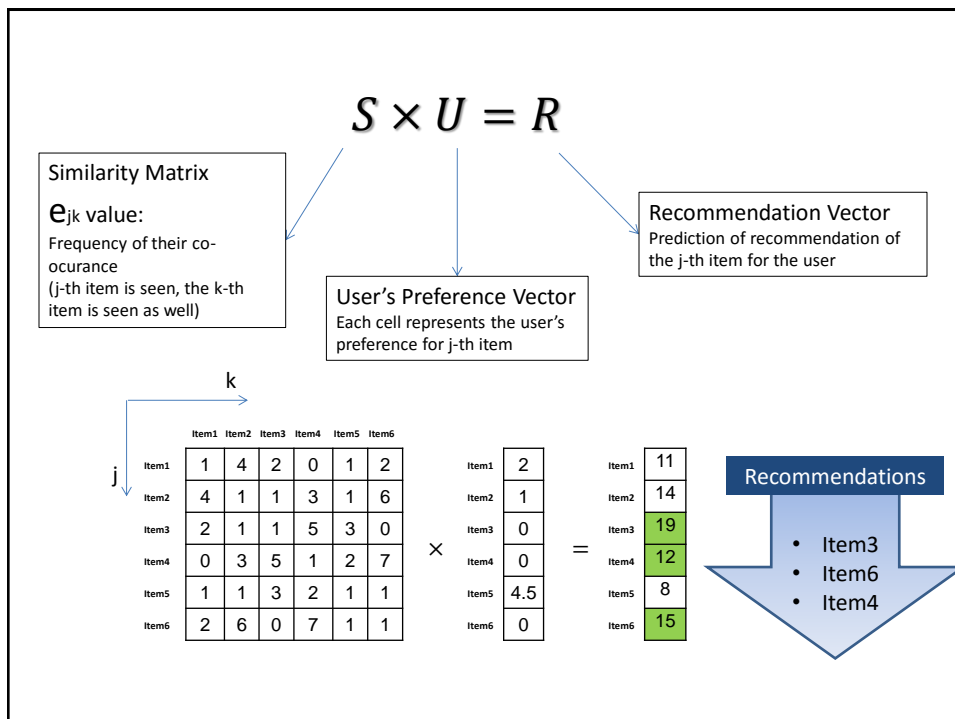 S × U = R
Similarity Matrix
ejk value:
Frequency of their co-
ocurance
(j-th item is seen, the k-th
item is seen as well)
User’s Preference Vector
Each cell represents the user’s
preference for j-th item
Recommendation Vector
Prediction of recommendation of
the j-th item for the user
k
j
Item1 Item2 Item3 Item4 Item5 Item6
Item1 1 4 2 0 1 2
Item2 4 1 1 3 1 6
Item3 2 1 1 5 3 0
Item4 0 3 5 1 2 7
Item5 1 1 3 2 1 1
Item6 2 6 0 7 1 1
×
Item1 2
Item2 1
Item3 0
Item4 0
Item5 4.5
Item6 0
=
Item1 11
Item2 14
Item3 19
Item4 12
Item5 8
Item6 15
Recommendations
• Item3
• Item6
• Item4